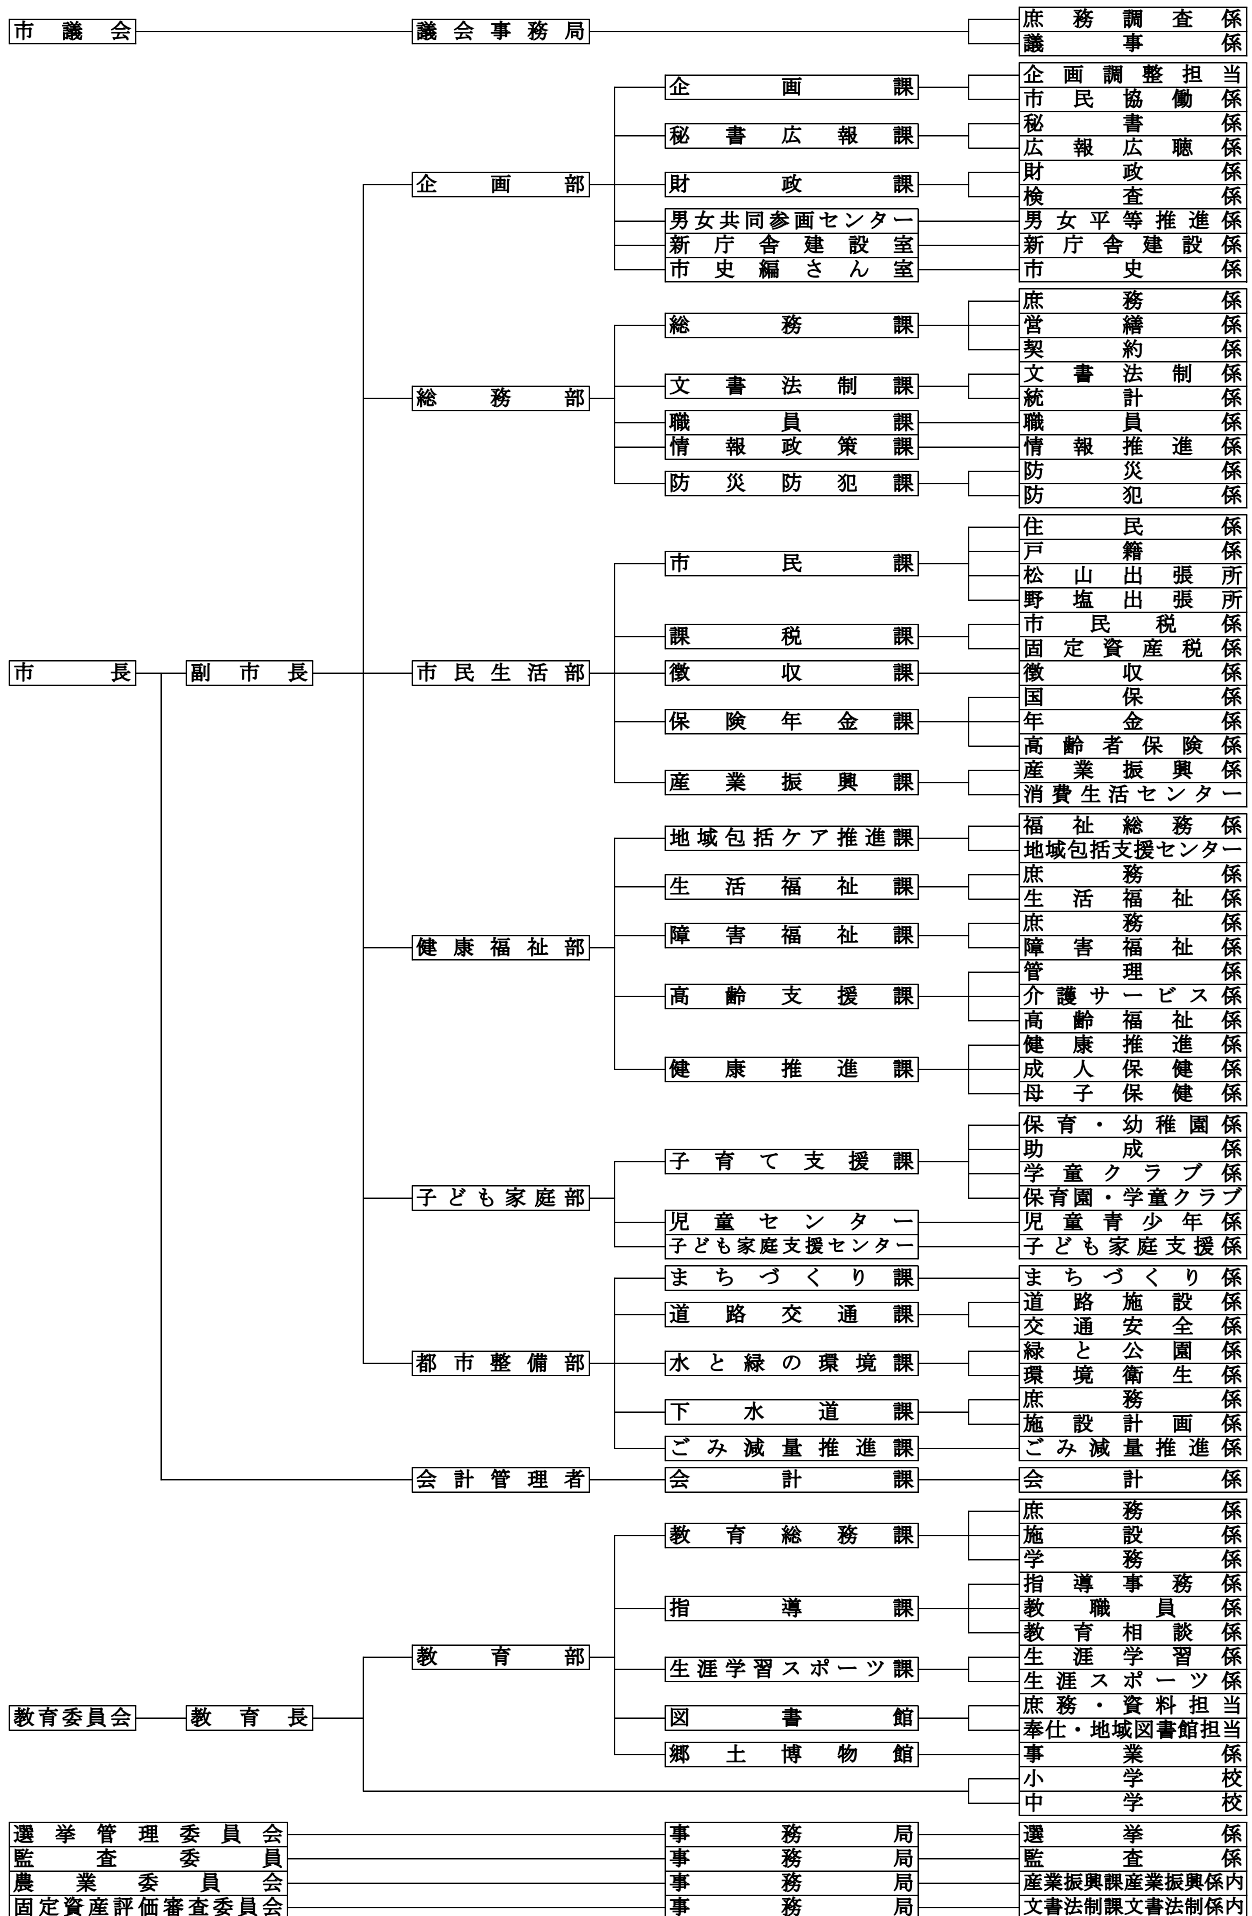 市議会 議会事務局 庶務調査係
議事係
企画調整担当
企画課
市民協働係
秘書係
秘書広報課
広報広聴係
財政係
企画部 財政課
検査係
男女共同参画センター 男女平等推進係
新庁舎建設室 新庁舎建設係
市史編さん室 市史係
庶務係
総務課 営繕係
契約係
文書法制係
文書法制課
総務部 統計係
職員課 職員係
情報政策課 情報推進係
防災係
防災防犯課
防犯係
住民係
戸籍係
市民課
松山出張所
野塩出張所
市民税係
課税課
固定資産税係
市長 副市長 市民生活部 徴収課 徴収係
国保係
保険年金課 年金係
高齢者保険係
産業振興係
産業振興課
消費生活センター
福祉総務係
地域包括ケア推進課
地域包括支援センター
庶務係
生活福祉課
生活福祉係
庶務係
障害福祉課
健康福祉部 障害福祉係
管理係
高齢支援課 介護サービス係
高齢福祉係
健康推進係
健康推進課 成人保健係
母子保健係
保育・幼稚園係
助成係
子育て支援課
学童クラブ係
子ども家庭部 保育園・学童クラブ
児童センター 児童青少年係
子ども家庭支援センター 子ども家庭支援係
まちづくり課 まちづくり係
道路施設係
道路交通課
交通安全係
緑と公園係
都市整備部 水と緑の環境課
環境衛生係
庶務係
下水道課
施設計画係
ごみ減量推進課 ごみ減量推進係
会計管理者 会計課 会計係
庶務係
教育総務課 施設係
学務係
指導事務係
指導課 教職員係
教育相談係
教育部 生涯学習係
生涯学習スポーツ課
生涯スポーツ係
庶務・資料担当
教育委員会 教育長 図書館
奉仕・地域図書館担当
郷土博物館 事業係
小学校
中学校
選挙管理委員会 事務局 選挙係
監査委員 事務局 監査係
農業委員会 事務局 産業振興課産業振興係内
固定資産評価審査委員会 事務局 文書法制課文書法制係内